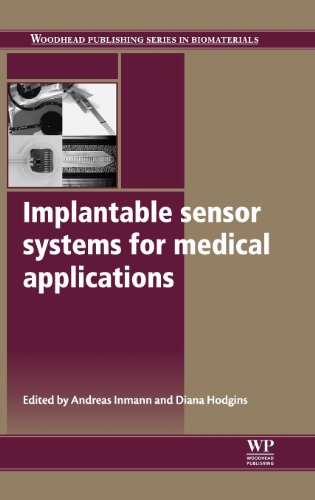 WOODHEAD PUBLISHING SERIES IN BIOMATERIALS
Implantable sensor
systems for medical
applications
Edited by Andreas Inmann and Diana Hodgins
WP
WOODHEAD
PUBLISHING